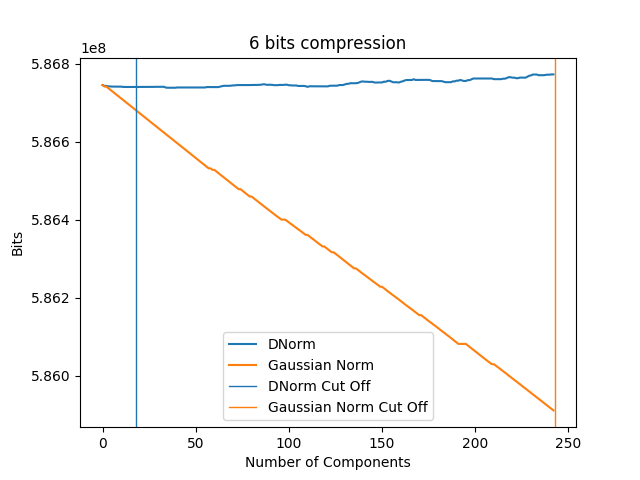 6 bits compression
1e8
5.868
5.866
5.864
5.862
5.860
Bits
0 50 100 150 200 250
Number of Components
DNorm
Gaussian Norm
DNorm Cut Off
Gaussian Norm Cut Off